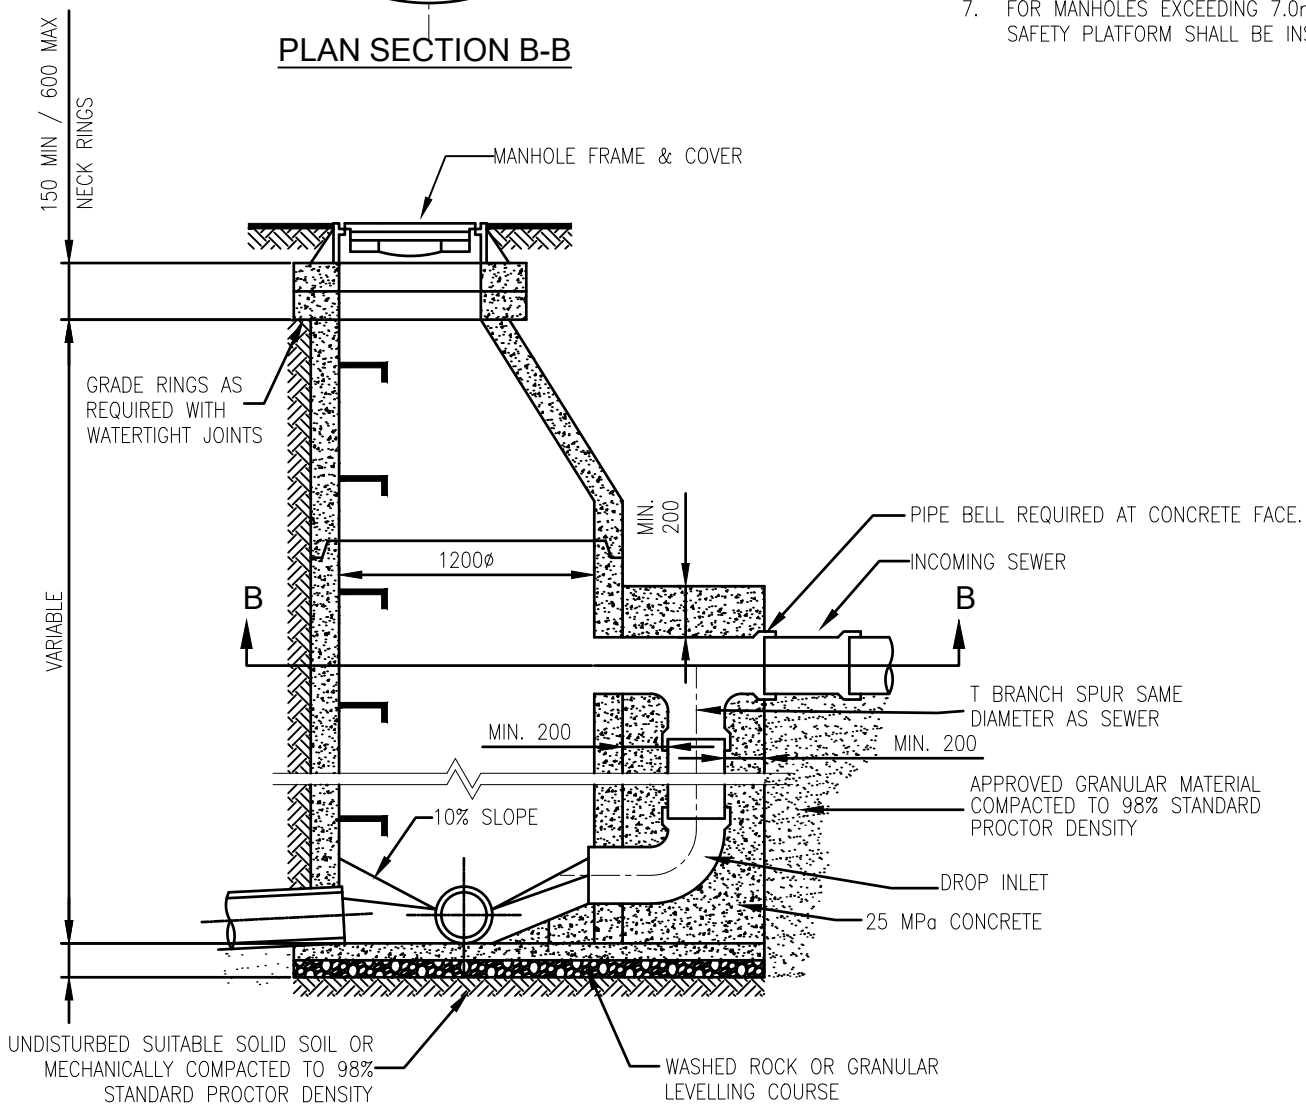 7. FOR MANHOLES EXCEEDING 7.0
SAFETY PLATFORM SHALL BE
PLAN SECTION B-B
150 MIN / 600 MAX
NECK RINGS
MANHOLE FRAME & COVER
GRADE RINGS AS
REQUIRED WITH
WATERTIGHT JOINTS
MIN.
200
PIPE BELL REQUIRED AT CONCRETE FACE.
1200ø
INCOMING SEWER
B
B
VARIABLE
T BRANCH SPUR SAME
DIAMETER AS SEWER
MIN. 200
MIN. 200
APPROVED GRANULAR MATERIAL
COMPACTED TO 98% STANDARD
PROCTOR DENSITY
10% SLOPE
DROP INLET
25 MPa CONCRETE
UNDISTURBED SUITABLE SOLID SOIL OR
MECHANICALLY COMPACTED TO 98%
STANDARD PROCTOR DENSITY
WASHED ROCK OR GRANULAR
LEVELLING COURSE